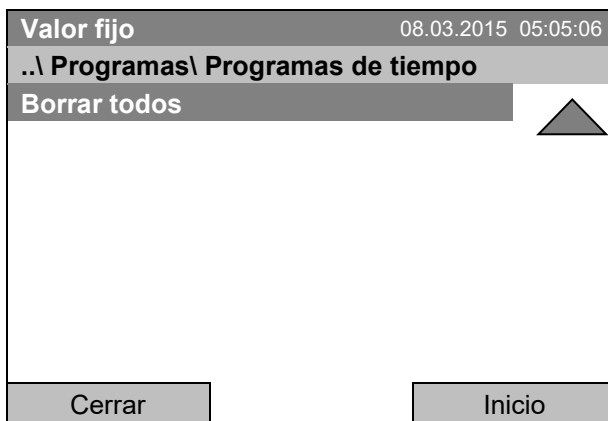 Valor fijo 08.03.2015 05:05:06
..\ Programas\ Programas de tiempo
Borrar todos
Cerrar Inicio